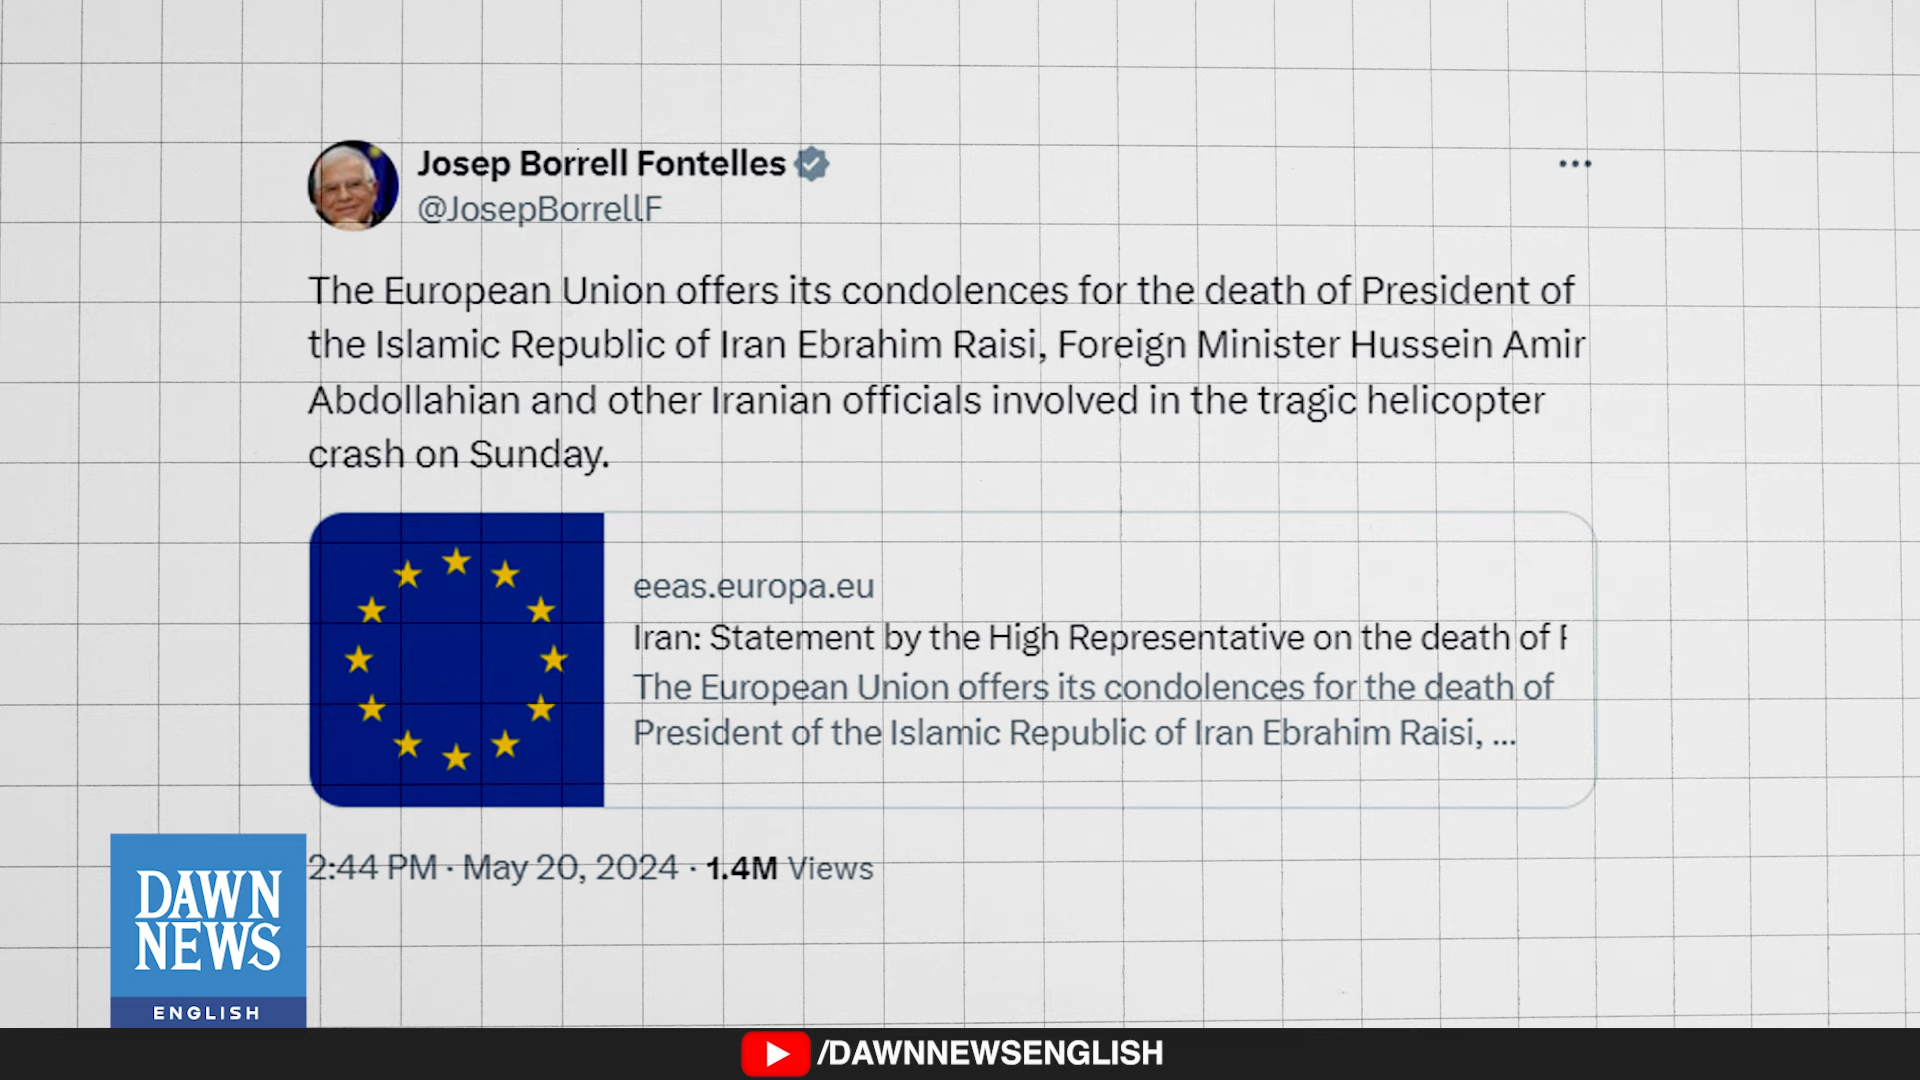 Josep Borrell Fontelles
@JosepBorrellF
The European Union offers its condolences for the death of President of
the Islamic Republic of Iran Ebrahim Raisi, Foreign Minister Hussein Amir
Abdollahian and other Iranian officials involved in the tragic helicopter
crash on Sunday.
eeas.europa.eu
Iran: Statement by the High Representative on the death of
The European Union offers its condolences for the death of
President of the Islamic Republic of Iran Ebrahim Raisi, ...
2:44 PM · May 20, 2024 · 1.4M Views
DAWN
NEWS
ENGLISH
/DAWNNEWSENGLISH